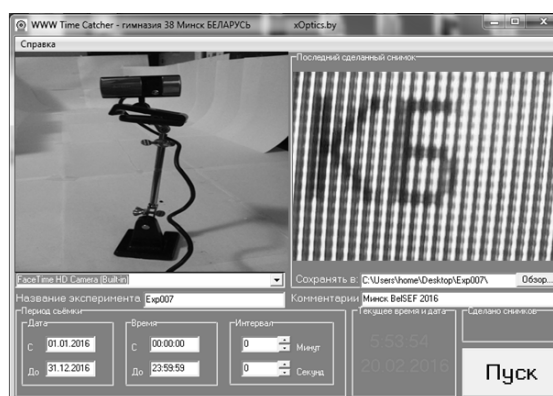 WWW Time Catcher - гимназия 38 Минск БЕЛАРУСЬ xOptics.by
Справка
Последний сделанный снимок
КБ
FaceTime HD Camera (Built-in)
Сохранять в: C:\Users\home\Desktop\Exp007\ Обзор...
Название эксперимента Exp007 Комментарии Минск BelSEF 2016
Период съёмки
Дата Время Интервал Текущее время и дата Сделано снимков
С 01.01.2016 С 00:00:00 0 Минут 5:53:54
До 31.12.2016 До 23:59:59 0 Секунд 20.02.2016
Пуск